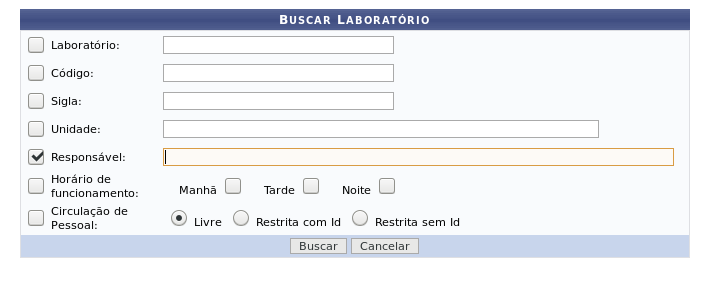 BUSCAR LABORATÓRIO
Laboratório:
Código:
Sigla:
Unidade:
Responsável:
Horário de
funcionamento:
Manhã Tarde Noite
Circulação de
Pessoal:
Livre Restrita com Id Restrita sem Id
Buscar Cancelar